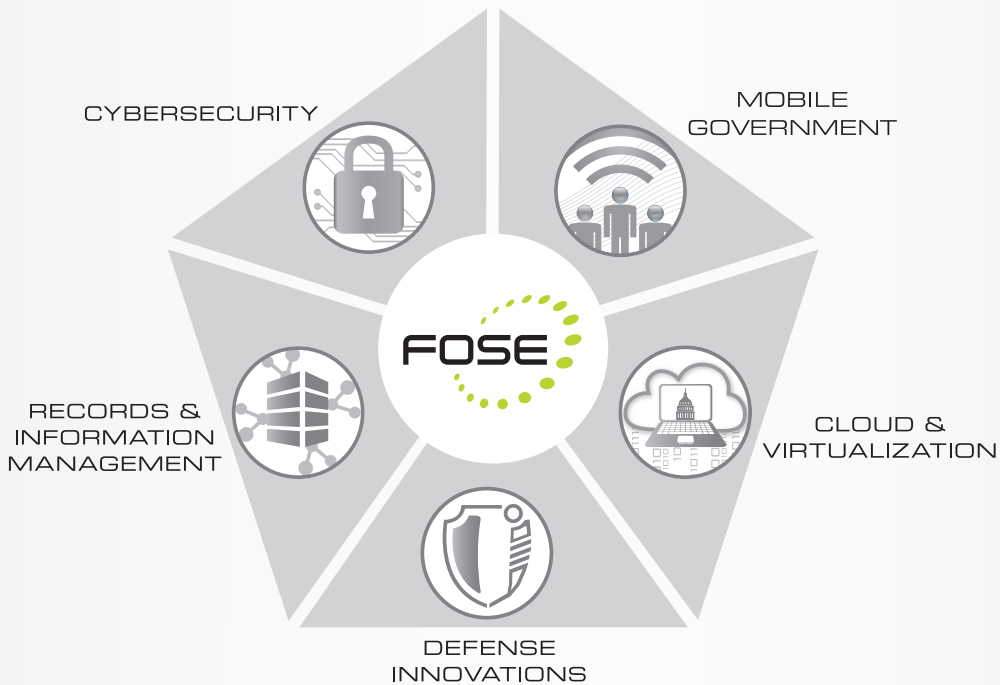 CYBERSECURITY
MOBILE
GOVERNMENT
FOSE
RECORDS &
INFORMATION
MANAGEMENT
CLOUD &
VIRTUALIZATION
DEFENSE
INNOVATIONS